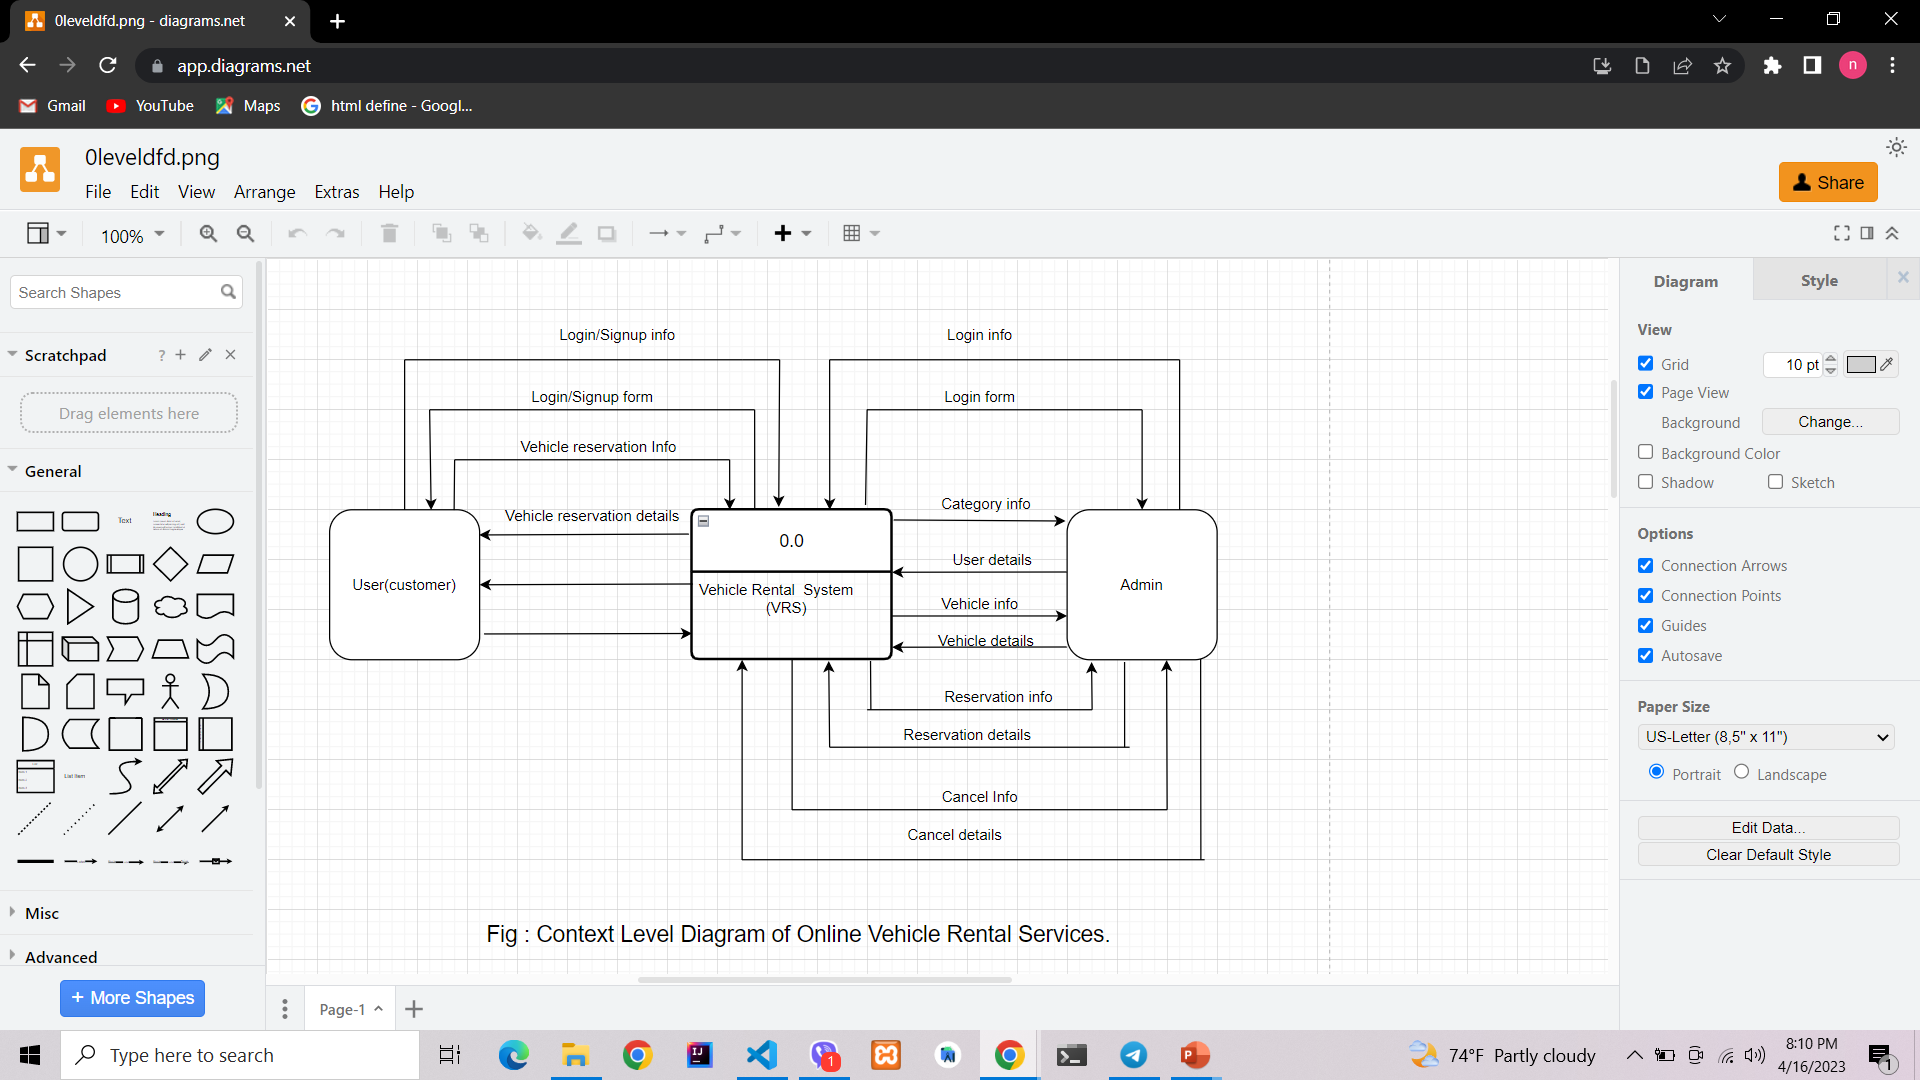 0leveldfd.png - diagrams.net
app.diagrams.net
n
Gmail
YouTube
Maps
html define - Googl...
0leveldfd.png
File
Edit
View
Arrange
Extras
Help
Share
100%
Search Shapes
Scratchpad
?
Drag elements here
General
Text
Heading
List Item
Misc
Advanced
+ More Shapes
Login/Signup info
Login info
Login/Signup form
Login form
Vehicle reservation Info
Vehicle reservation details
Category info
0.0
User details
User(customer)
Vehicle Rental System
(VRS)
Admin
Vehicle info
Vehicle details
Reservation info
Reservation details
Cancel Info
Cancel details
Fig : Context Level Diagram of Online Vehicle Rental Services.
Page-1
Diagram
Style
View
Grid
10 pt
Page View
Background
Change...
Background Color
Shadow
Sketch
Options
Connection Arrows
Connection Points
Guides
Autosave
Paper Size
US-Letter (8,5" x 11")
Portrait
Landscape
Edit Data...
Clear Default Style
Type here to search
IJ
1
P
74°F Partly cloudy
8:10 PM
4/16/2023
1